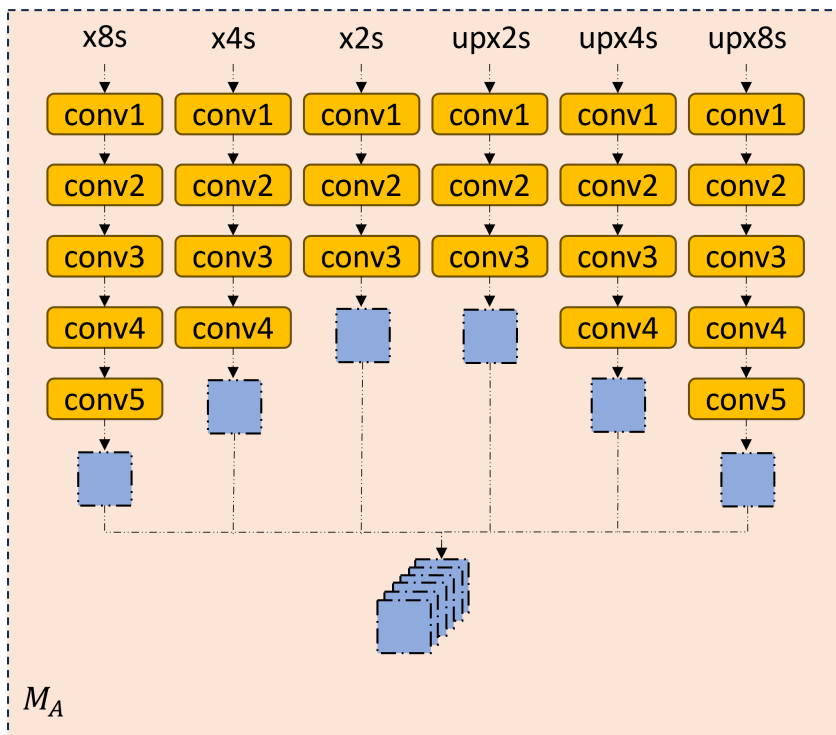 x8s x4s x2s upx2s upx4s upx8s
conv1 conv1 conv1 conv1 conv1 conv1
conv2 conv2 conv2 conv2 conv2 conv2
conv3 conv3 conv3 conv3 conv3 conv3
conv4 conv4 conv4 conv4
conv5 conv5
M_A